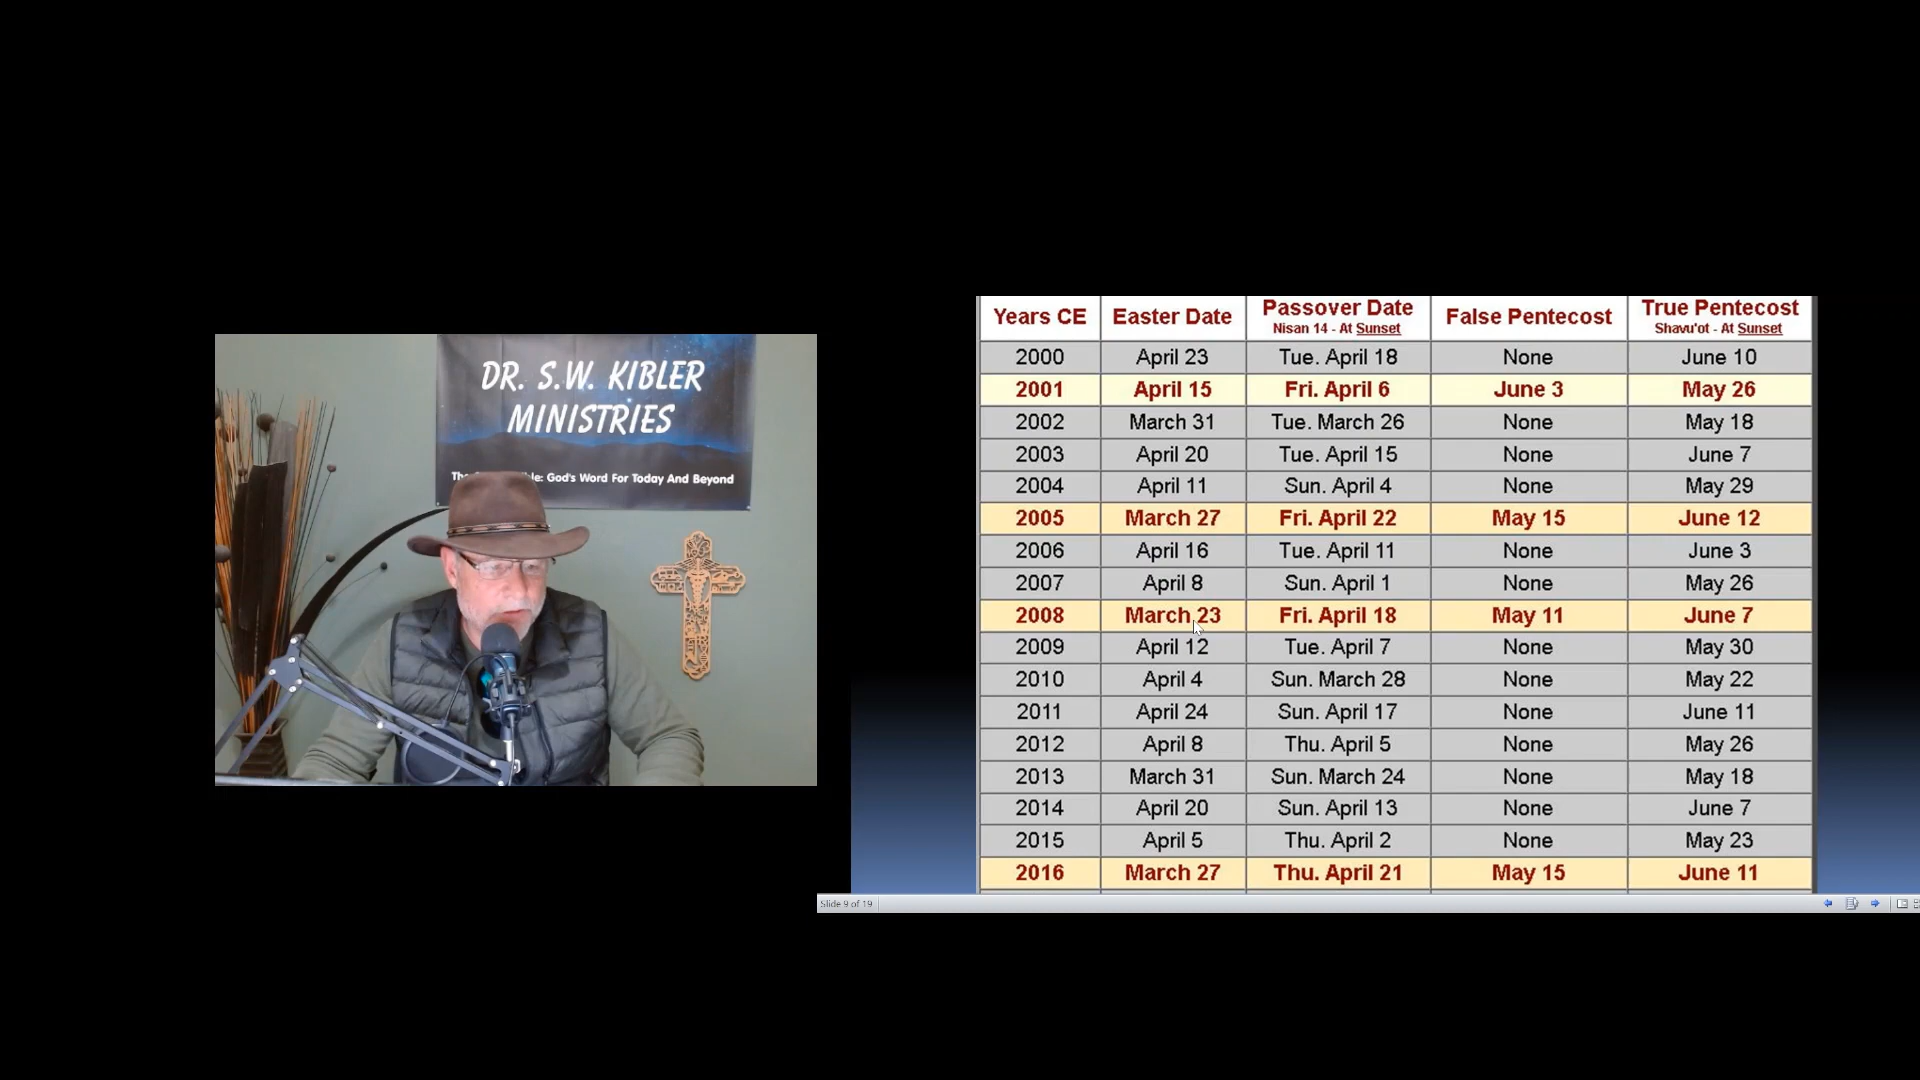 DR. S.W. KIBLER
MINISTRIES
God's Word For Today And Beyond
Years CE Easter Date Passover Date Nisan 14 - At Sunset False Pentecost True Pentecost Shavu'ot - At Sunset
2000 April 23 Tue. April 18 None June 10
2001 April 15 Fri. April 6 June 3 May 26
2002 March 31 Tue. March 26 None May 18
2003 April 20 Tue. April 15 None June 7
2004 April 11 Sun. April 4 None May 29
2005 March 27 Fri. April 22 May 15 June 12
2006 April 16 Tue. April 11 None June 3
2007 April 8 Sun. April 1 None May 26
2008 March 23 Fri. April 18 May 11 June 7
2009 April 12 Tue. April 7 None May 30
2010 April 4 Sun. March 28 None May 22
2011 April 24 Sun. April 17 None June 11
2012 April 8 Thu. April 5 None May 26
2013 March 31 Sun. March 24 None May 18
2014 April 20 Sun. April 13 None June 7
2015 April 5 Thu. April 2 None May 23
2016 March 27 Thu. April 21 May 15 June 11
Slide 9 of 19